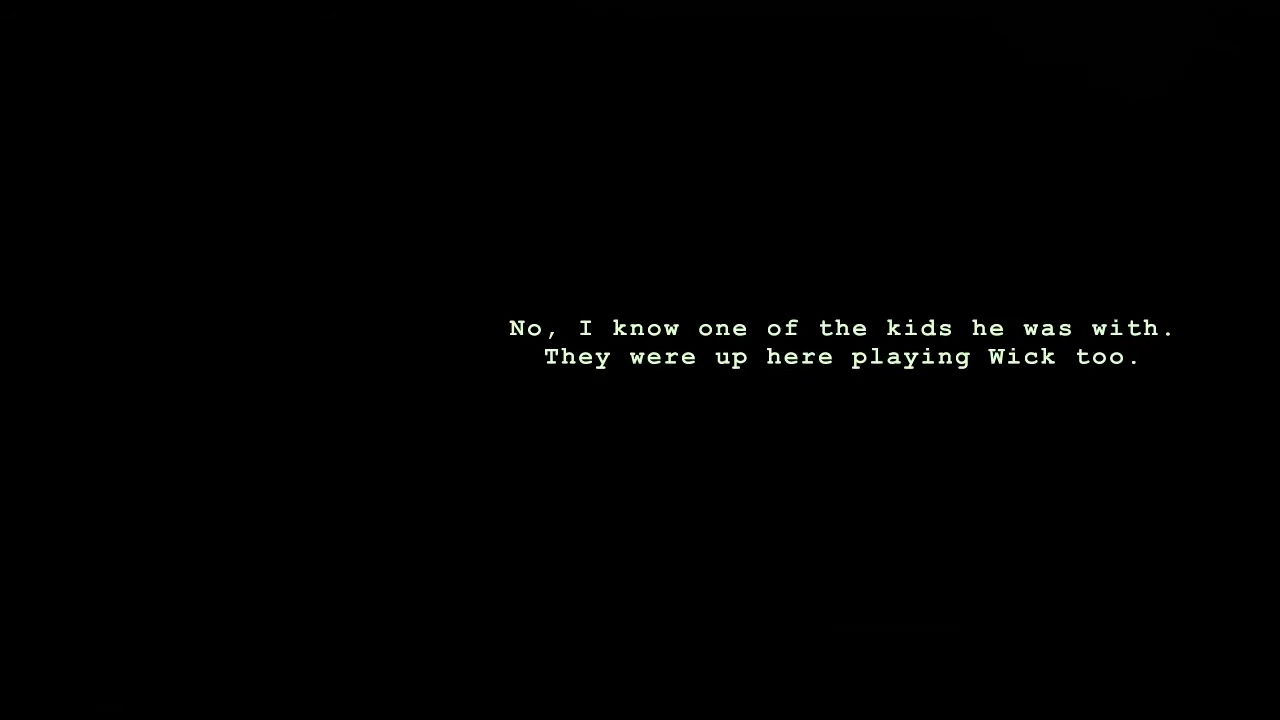 No, I know one of the kids he was with.
They were up here playing Wick too.